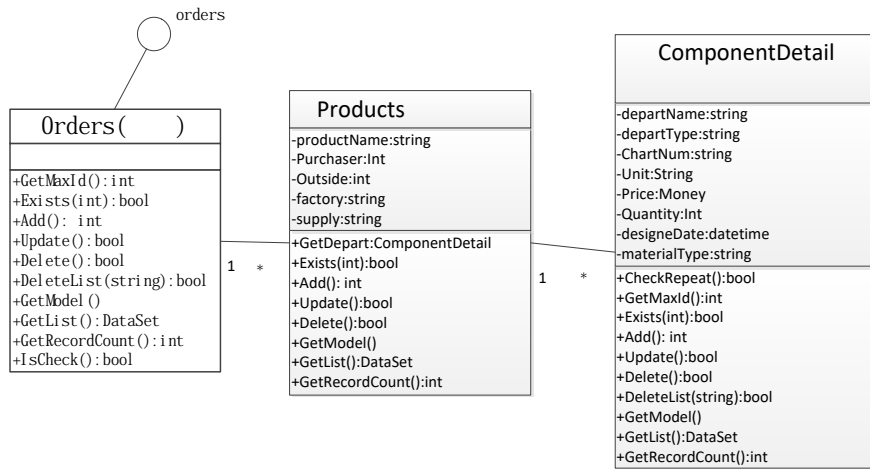 orders
Orders( )
+GetMaxId():int
+Exists(int):bool
+Add(): int
+Update():bool
+Delete():bool
+DeleteList(string):bool
+GetModel()
+GetList():DataSet
+GetRecordCount():int
+IsCheck():bool
1 *
Products
-productName:string
-Purchaser:Int
-Outside:int
-factory:string
-supply:string
+GetDepart:ComponentDetail
+Exists(int):bool
+Add(): int
+Update():bool
+Delete():bool
+GetModel()
+GetList():DataSet
+GetRecordCount():int
1 *
ComponentDetail
-departName:string
-departType:string
-ChartNum:string
-Unit:String
-Price:Money
-Quantity:Int
-designeDate:datetime
-materialType:string
+CheckRepeat():bool
+GetMaxId():int
+Exists(int):bool
+Add(): int
+Update():bool
+Delete():bool
+DeleteList(string):bool
+GetModel()
+GetList():DataSet
+GetRecordCount():int